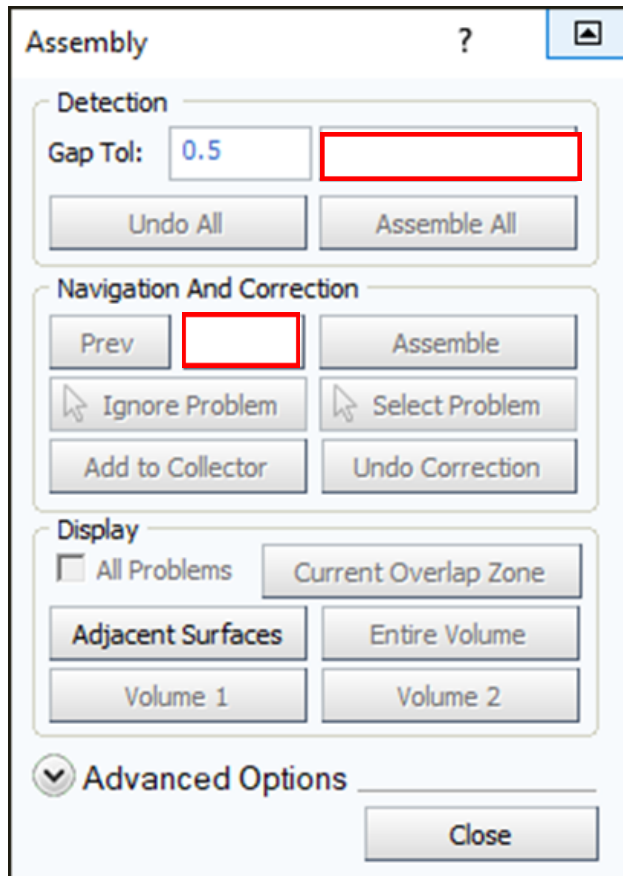 Assembly ?
Detection
Gap Tol: 0.5
Undo All Assemble All
Navigation And Correction
Prev Assemble
Ignore Problem Select Problem
Add to Collector Undo Correction
Display
All Problems Current Overlap Zone
Adjacent Surfaces Entire Volume
Volume 1 Volume 2
Advanced Options
Close